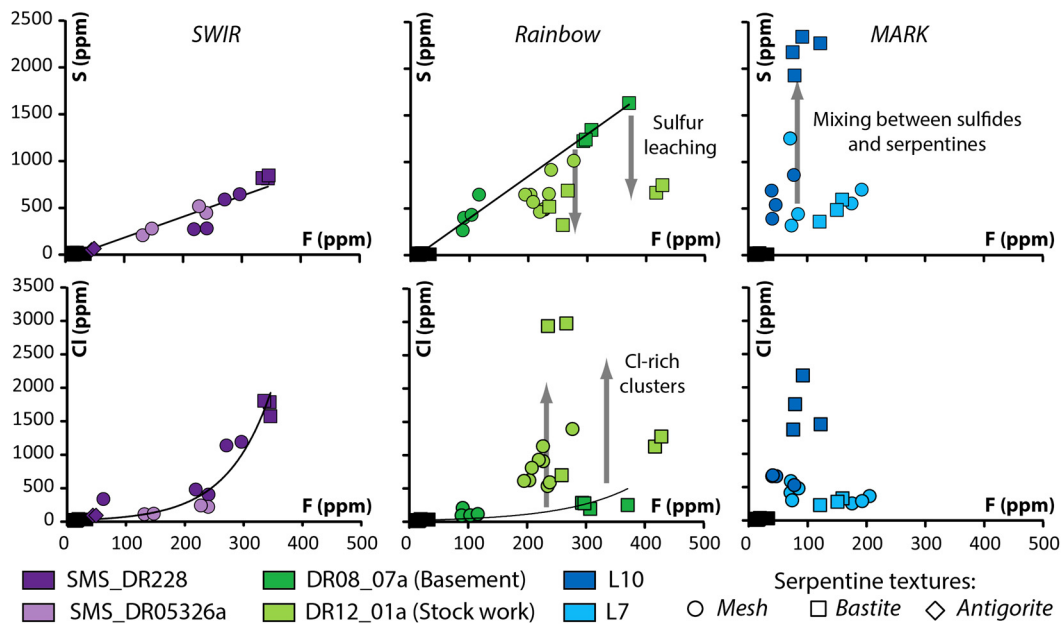 SWIR
Rainbow
MARK
S (ppm)
2500
2000
1500
1000
500
0
F (ppm)
S (ppm)
Sulfur
leaching
F (ppm)
S (ppm)
Mixing between sulfides
and serpentines
F (ppm)
Cl (ppm)
3500
3000
2500
2000
1500
1000
500
0
F (ppm)
0 100 200 300 400 500
Cl (ppm)
Cl-rich
clusters
F (ppm)
0 100 200 300 400 500
Cl (ppm)
F (ppm)
0 100 200 300 400 500
SMS_DR228
SMS_DR05326a
DR08_07a (Basement)
DR12_01a (Stock work)
L10
L7
Serpentine textures:
Mesh Bastite Antigorite